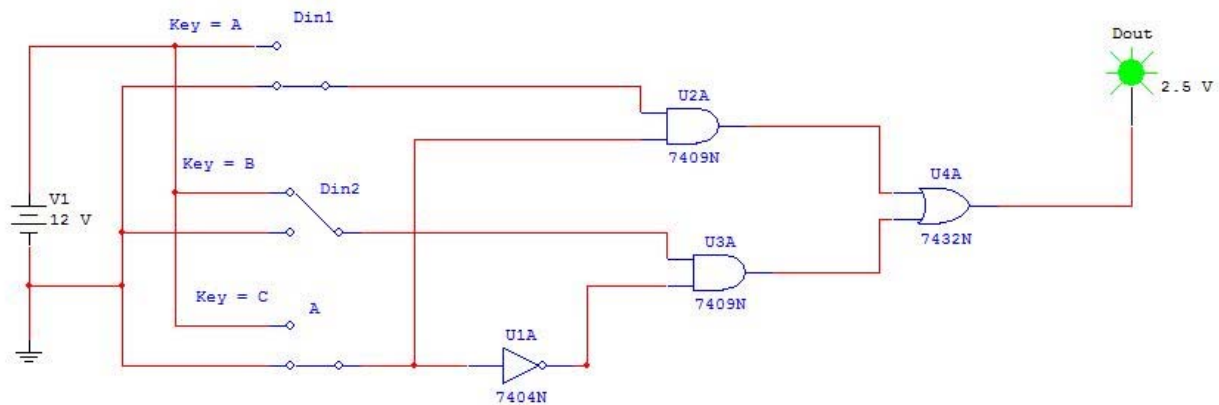 Key = A
Din1
Dout
2.5 V
U2A
7409N
Key = B
Din2
U4A
7432N
V1
12 V
U3A
7409N
Key = C
A
U1A
7404N